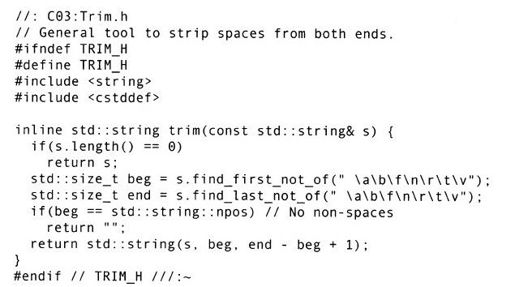 //: C03:Trim.h
// General tool to strip spaces from both ends.
#ifndef TRIM_H
#define TRIM_H
#include <string>
#include <cstddef>

inline std::string trim(const std::string& s) {
  if(s.length() == 0)
    return s;
  std::size_t beg = s.find_first_not_of(" \a\b\f\n\r\t\v");
  std::size_t end = s.find_last_not_of(" \a\b\f\n\r\t\v");
  if(beg == std::string::npos) // No non-spaces
    return "";
  return std::string(s, beg, end - beg + 1);
}
#endif // TRIM_H ///:~